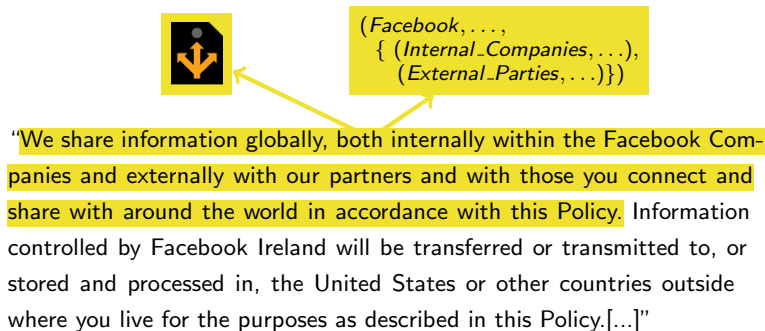 (Facebook, . . . ,
{ (Internal_Companies, . . .),
(External_Parties, . . .)})
“We share information globally, both internally within the Facebook Com-
panies and externally with our partners and with those you connect and
share with around the world in accordance with this Policy. Information
controlled by Facebook Ireland will be transferred or transmitted to, or
stored and processed in, the United States or other countries outside
where you live for the purposes as described in this Policy.[...]”